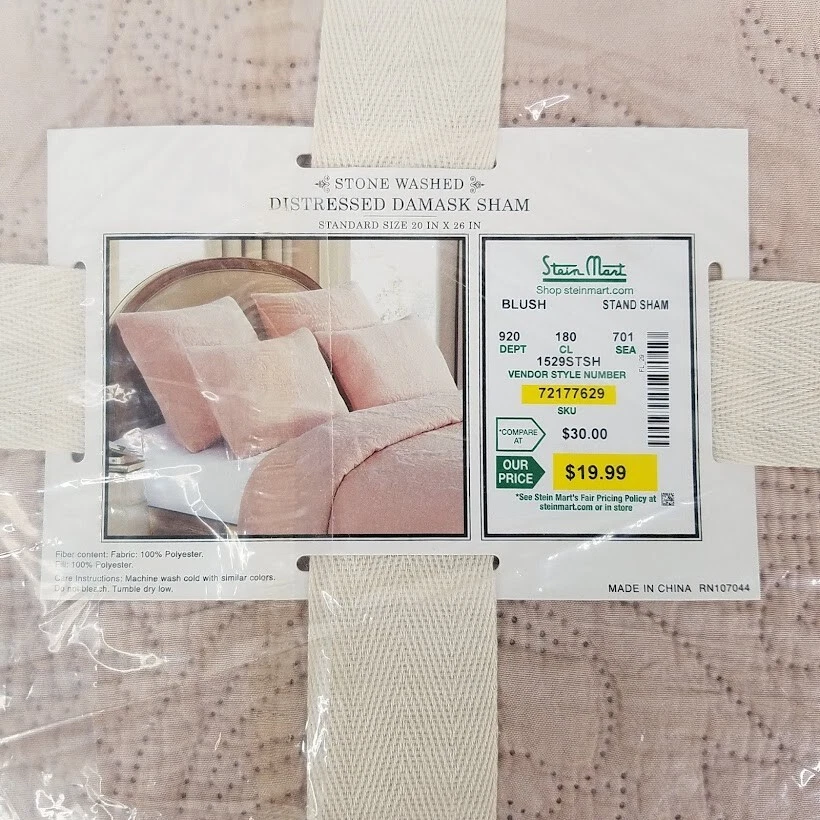 STONE WASHED
DISTRESSED DAMASK SHAM
STANDARD SIZE 20 IN X 26 IN
Stein Mart
Shop steinmart.com
BLUSH STAND SHAM
920 180 701
DEPT CL SEA
1529STSH
VENDOR STYLE NUMBER
72177629
SKU
*COMPARE
AT
$30.00
OUR
PRICE
$19.99
*See Stein Mart's Fair Pricing Policy at
steinmart.com or in store
Fiber content: Fabric: 100% Polyester.
Fill: 100% Polyester.
Care Instructions: Machine wash cold with similar colors.
Do not bleach. Tumble dry low.
MADE IN CHINA RN107044